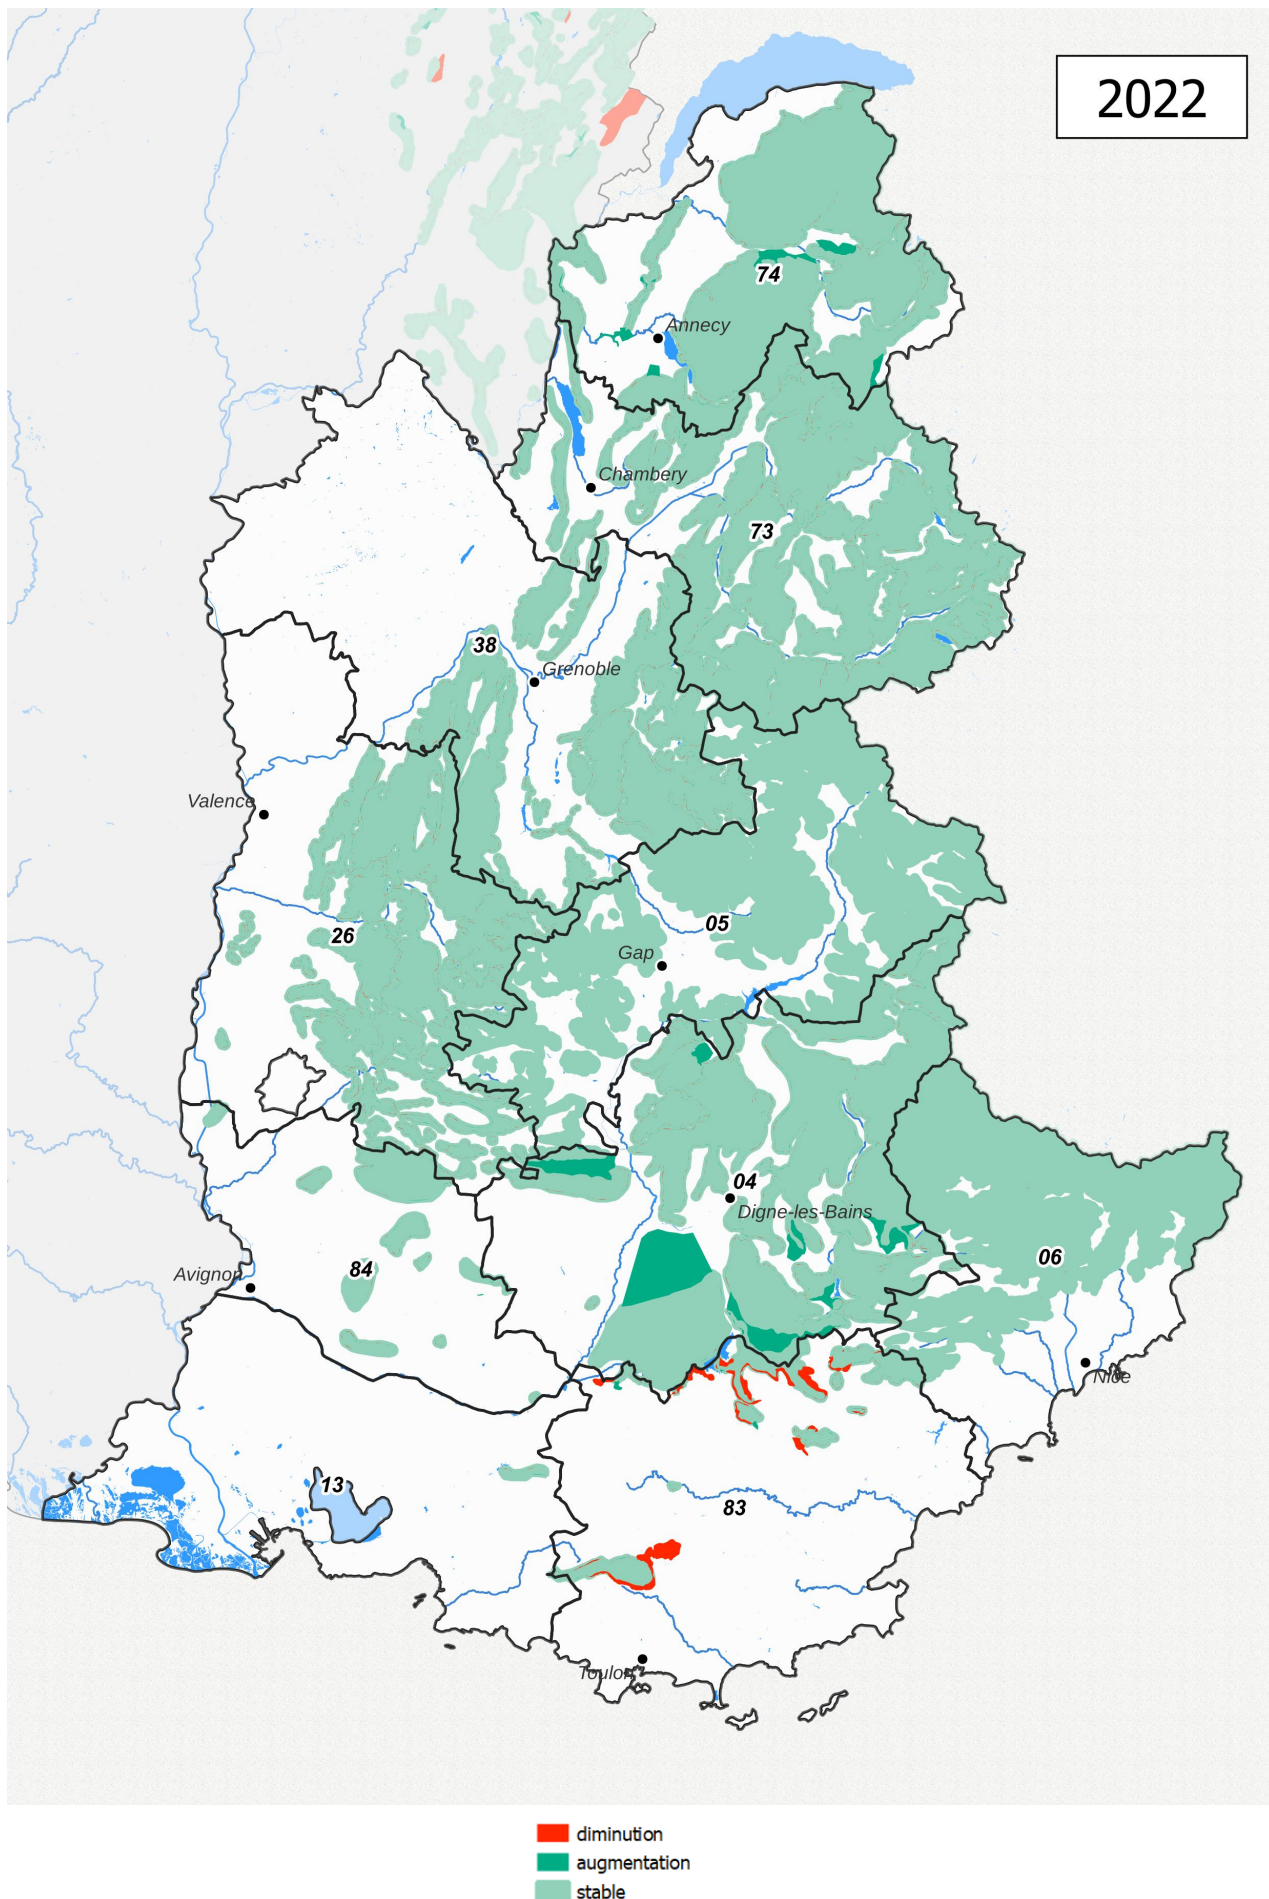 2022
74
Annecy
Chambery
73
38
Grenoble
Valence
05
26
Gap
04
Digne-les-Bains
06
84
Avignon
Nice
13
83
Toulon
diminution
augmentation
stable